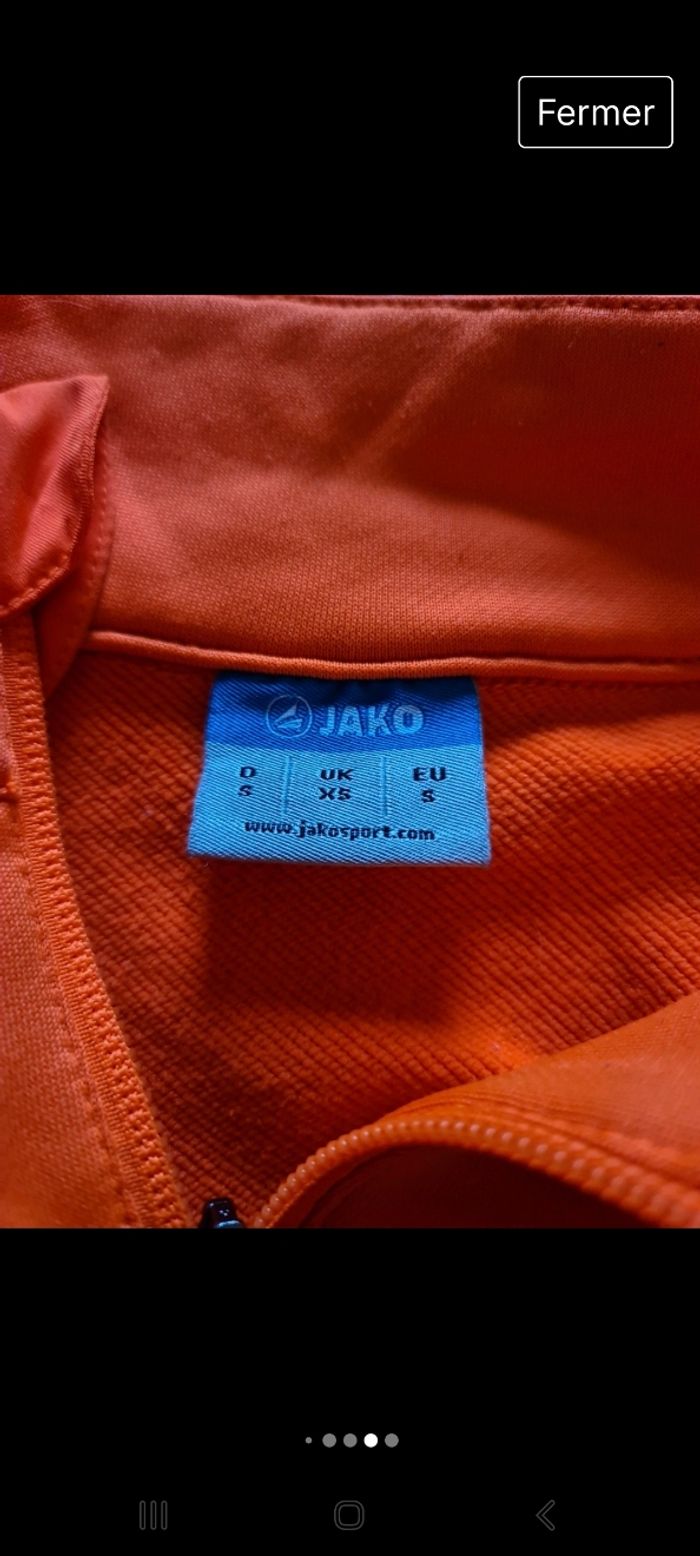 Fermer
JAKO
D UK EU
S XS S
www.jakosport.com